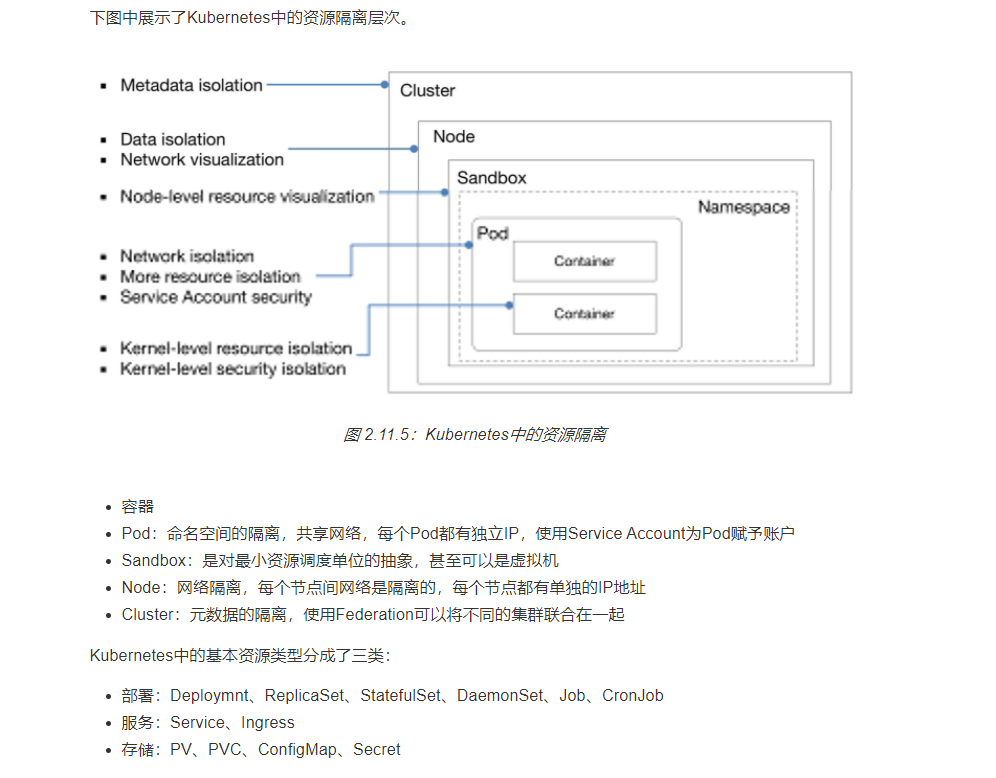 下图中展示了Kubernetes中的资源隔离层次。
Metadata isolation
Cluster
Data isolation
Network visualization
Node
Sandbox
Node-level resource visualization
Namespace
Pod
Container
Network isolation
More resource isolation
Service Account security
Container
Kernel-level resource isolation
Kernel-level security isolation
图 2.11.5：Kubernetes中的资源隔离
容器
Pod：命名空间的隔离，共享网络，每个Pod都有独立IP，使用Service Account为Pod赋予账户
Sandbox：是对最小资源调度单位的抽象，甚至可以是虚拟机
Node：网络隔离，每个节点间网络是隔离的，每个节点都有单独的IP地址
Cluster：元数据的隔离，使用Federation可以将不同的集群联合在一起
Kubernetes中的基本资源类型分成了三类：
部署：Deploymnt、ReplicaSet、StatefulSet、DaemonSet、Job、CronJob
服务：Service、Ingress
存储：PV、PVC、ConfigMap、Secret